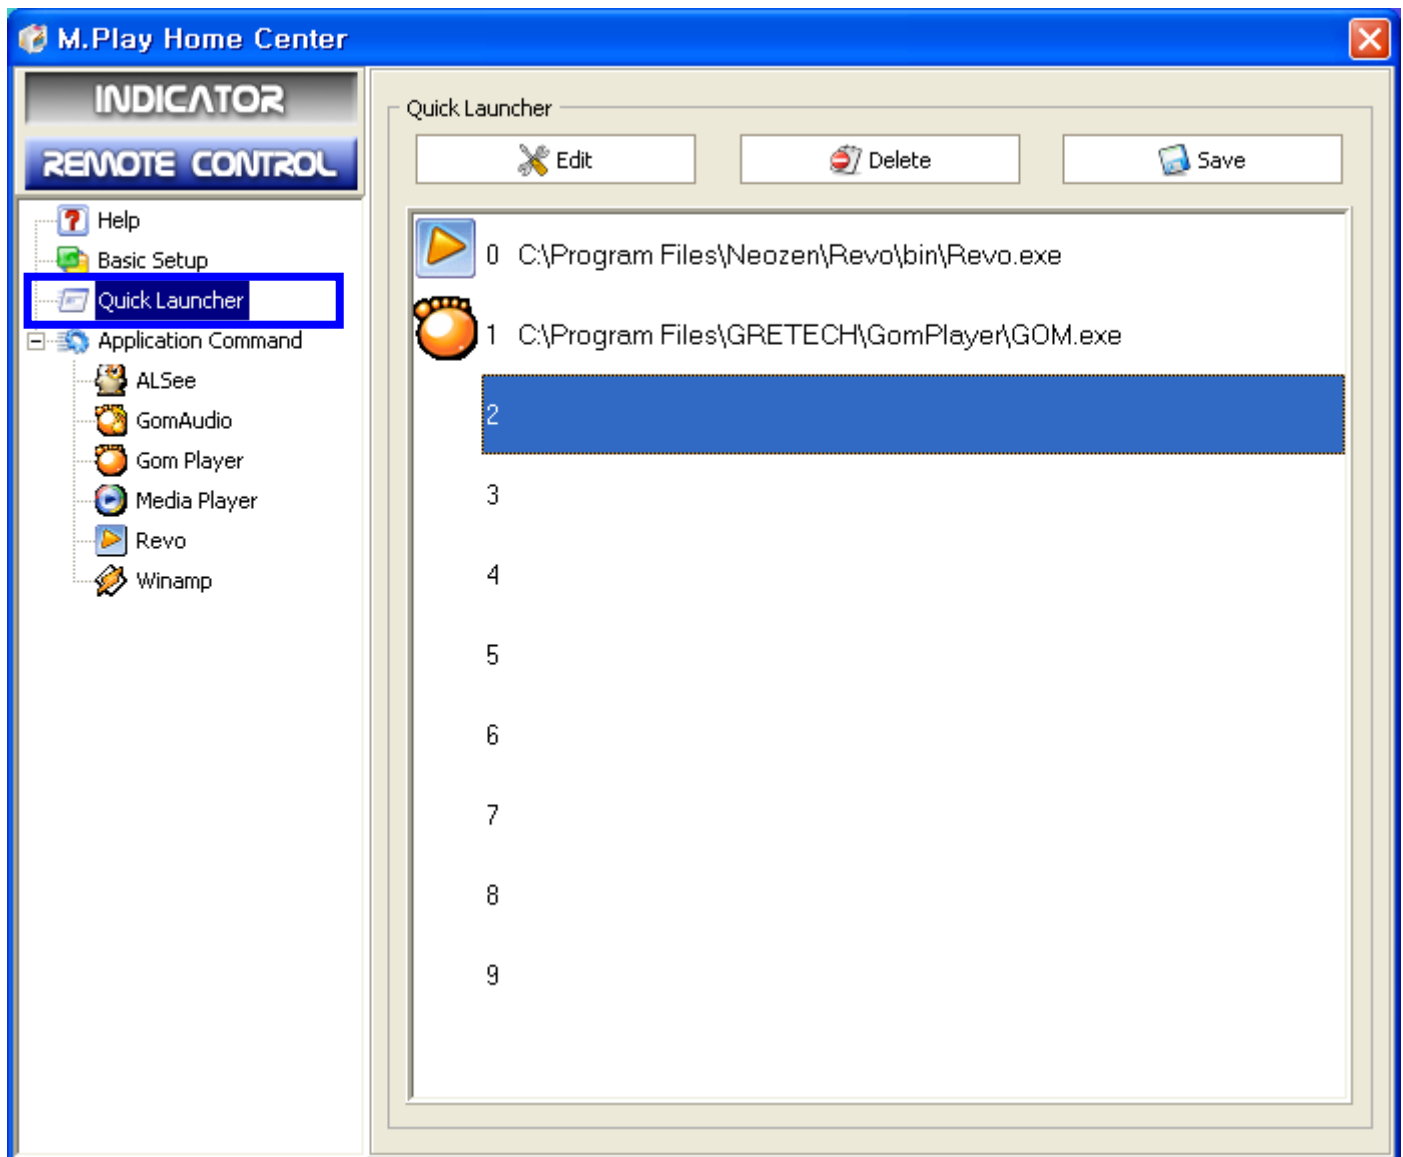 M.Play Home Center
INDICATOR
REMOTE CONTROL
Help
Basic Setup
Quick Launcher
Application Command
ALSee
GomAudio
Gom Player
Media Player
Revo
Winamp
Quick Launcher
Edit Delete Save
0 C:\Program Files\Neozen\Revo\bin\Revo.exe
1 C:\Program Files\GRETECH\GomPlayer\GOM.exe
2
3
4
5
6
7
8
9